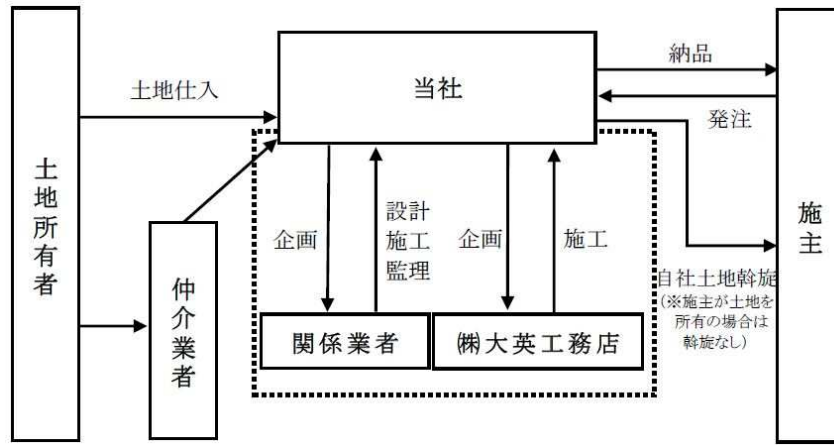 当社
納品
発注
土地仕入
土地所有者
仲介業者
企画
設計
施工
監理
企画
施工
関係業者
㈱大英工務店
自社土地斡旋
(※施主が土地を
所有の場合は
斡旋なし)
施主